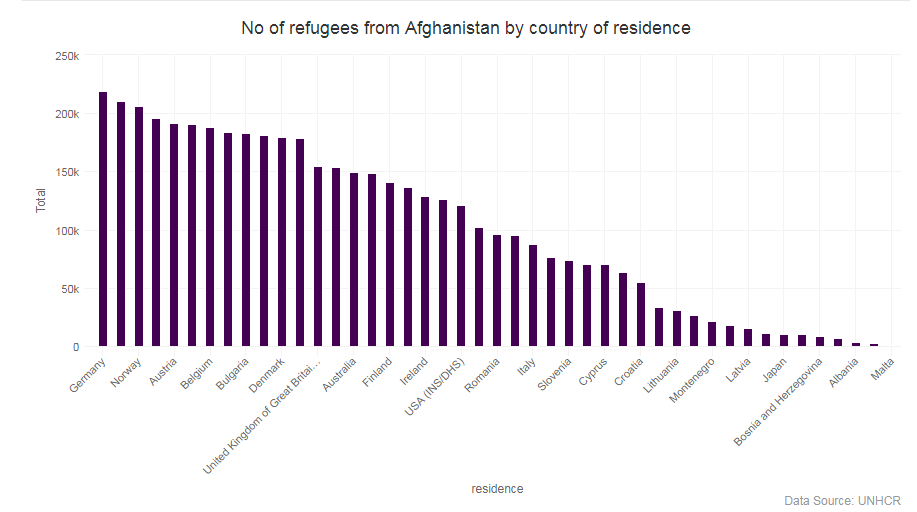 No of refugees from Afghanistan by country of residence
250k
200k
150k
100k
50k
0
Total
Germany
Norway
Austria
Belgium
Bulgaria
Denmark
United Kingdom of Great Britai…
Australia
Finland
Ireland
USA (INS/DHS)
Romania
Italy
Slovenia
Cyprus
Croatia
Lithuania
Montenegro
Latvia
Japan
Bosnia and Herzegovina
Albania
Malta
residence
Data Source: UNHCR